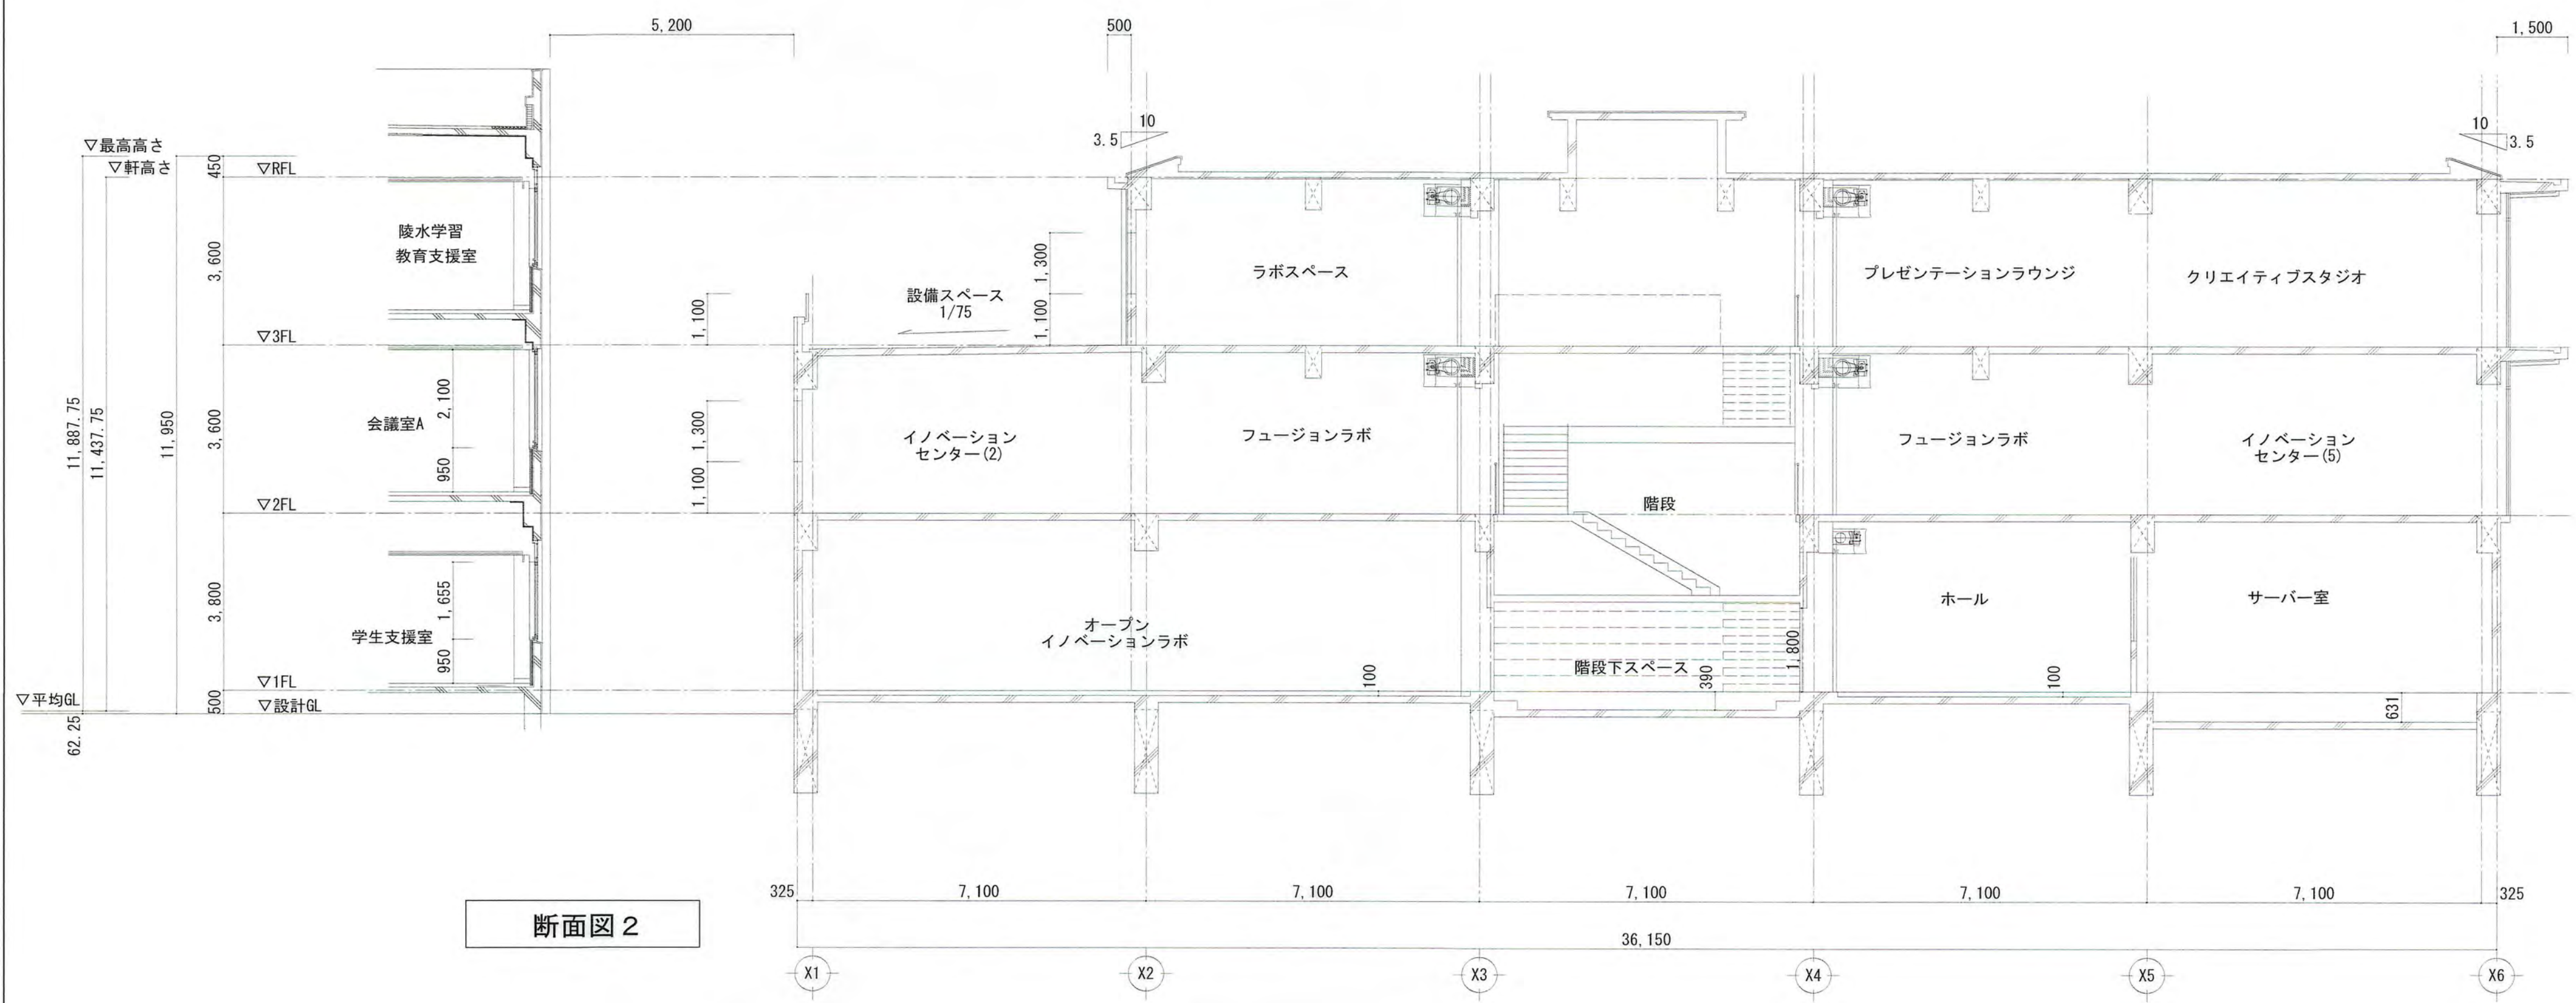 5,200
500
1,500
10
3.5
10
3.5
▽最高高さ
▽軒高さ
450
▽RFL
陵水学習
教育支援室
3,600
1,300
1,100
設備スペース
1/75
1,100
ラボスペース
プレゼンテーションラウンジ
クリエイティブスタジオ
▽3FL
11,887.75
11,437.75
11,950
3,600
2,100
会議室A
950
1,300
1,100
イノベーション
センター(2)
フュージョンラボ
階段
フュージョンラボ
イノベーション
センター(5)
▽2FL
3,800
1,655
学生支援室
950
オープン
イノベーションラボ
100
階段下スペース
390
1,800
ホール
100
サーバー室
631
▽1FL
▽平均GL
500
▽設計GL
62.25
325
7,100
7,100
7,100
7,100
7,100
325
36,150
断面図2
X1
X2
X3
X4
X5
X6